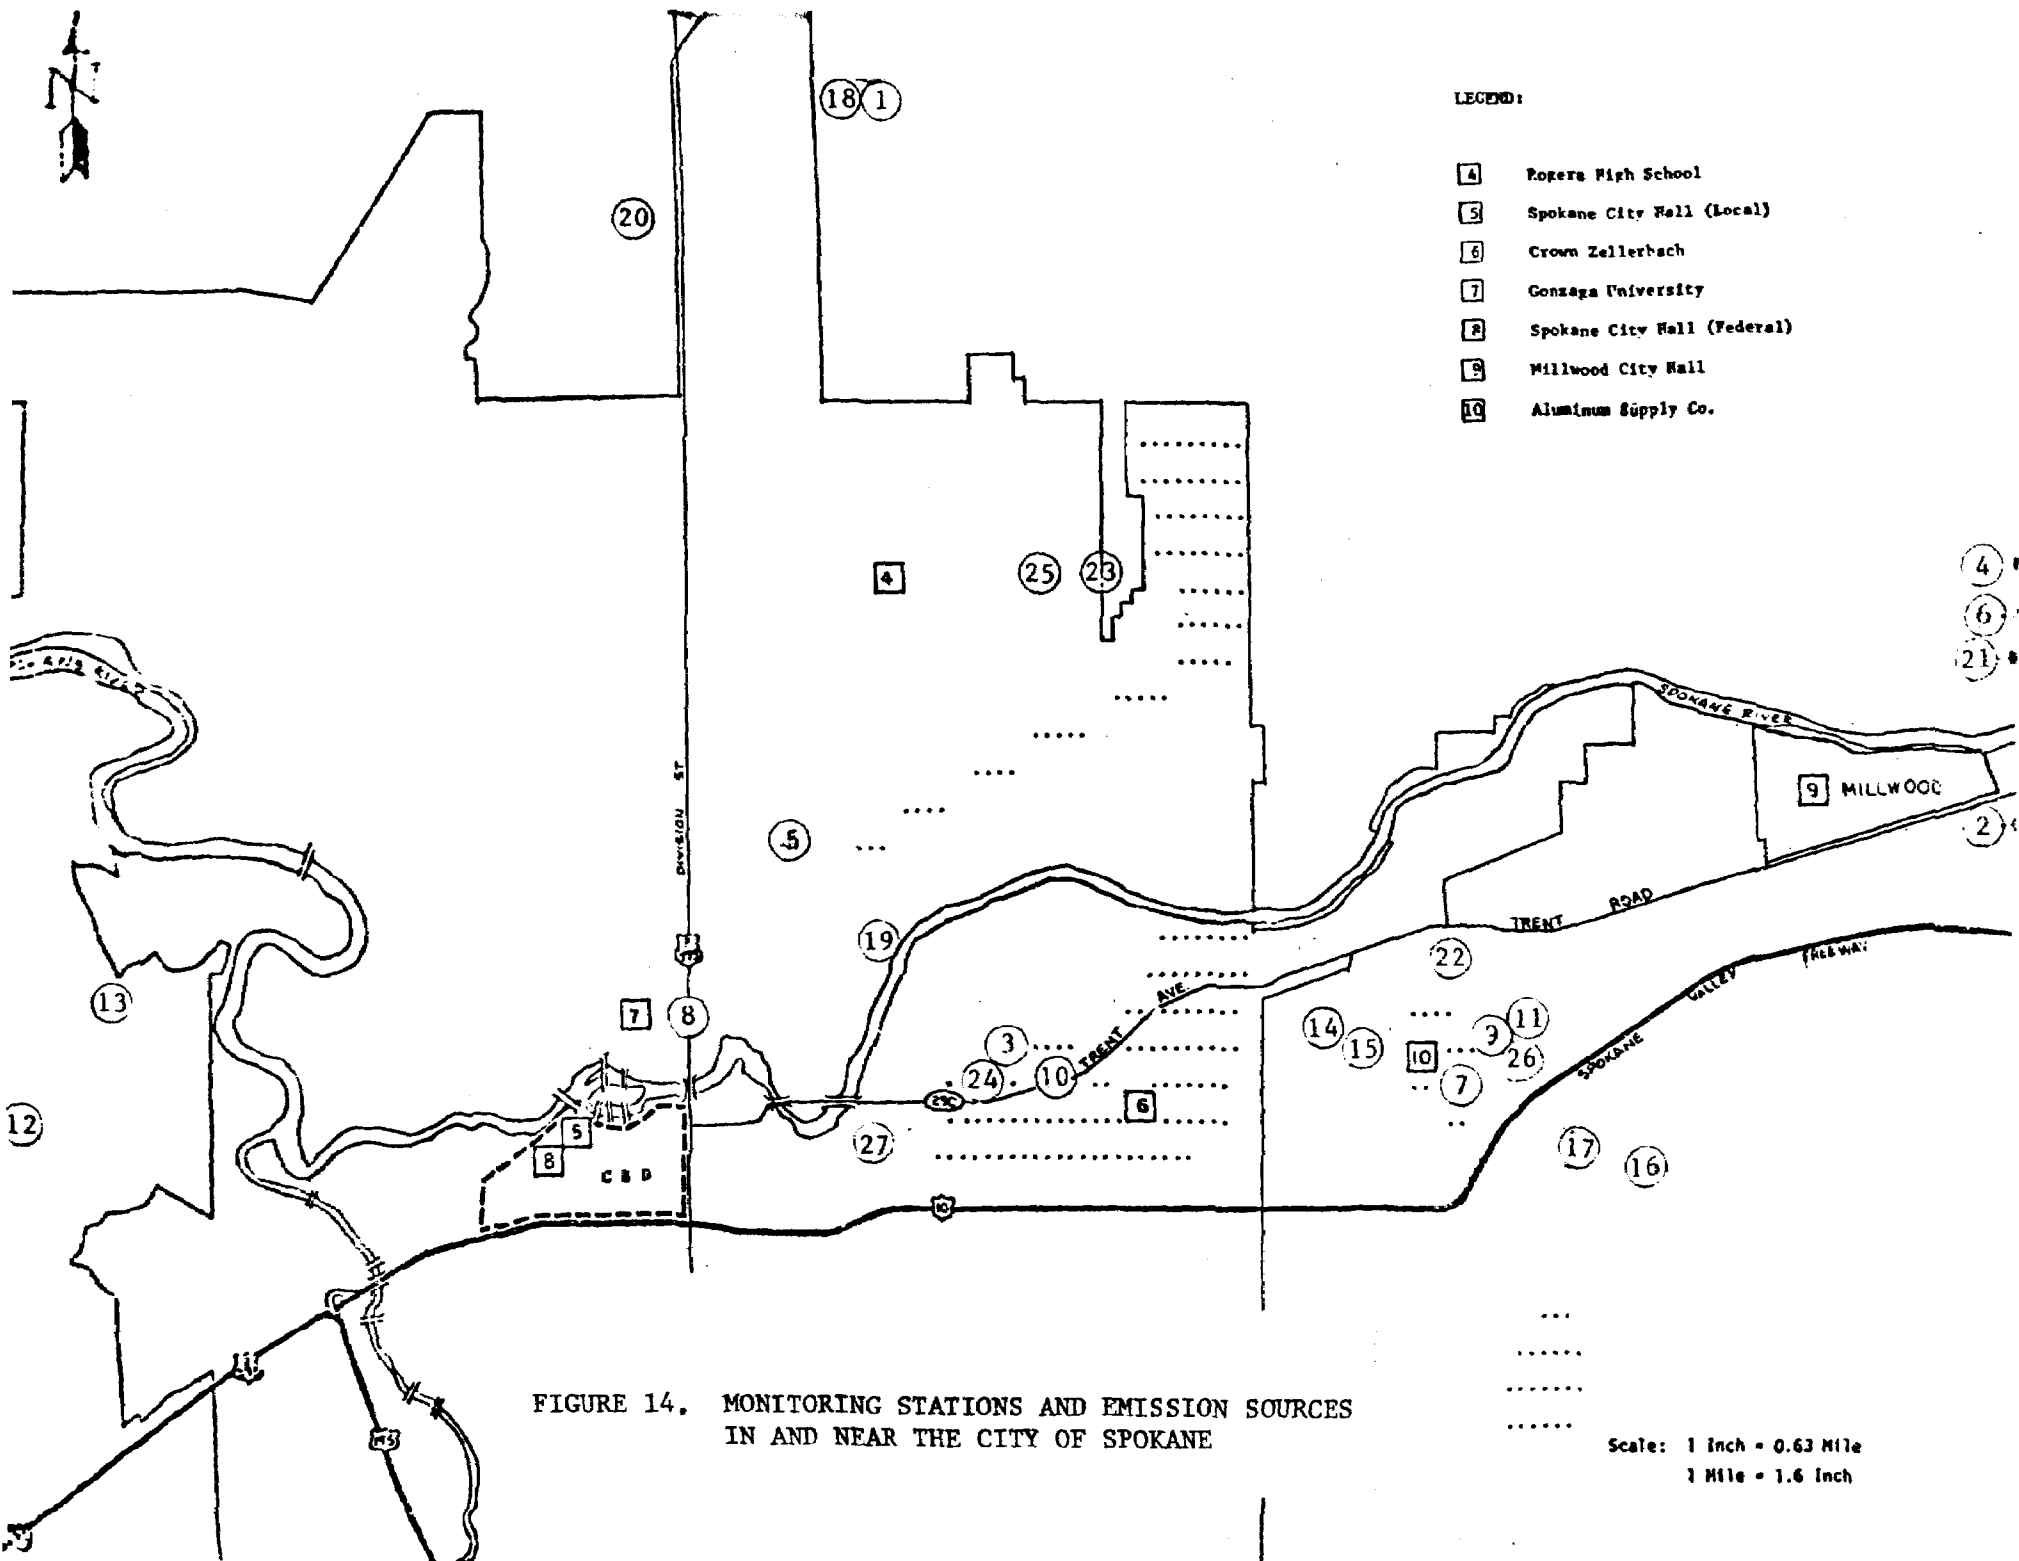 N
18 1
LEGEND:
4 Rogers High School
20
5 Spokane City Hall (Local)
6 Crown Zellerbach
7 Gonzaga University
8 Spokane City Hall (Federal)
9 Millwood City Hall
10 Aluminum Supply Co.
4 25 23
4
6
21
RIVER
SPOKANE RIVER
DIVISION ST
5
9 MILLWOOD
2
19
TRENT ROAD
22
SPOKANE VALLEY FREEWAY
13
7 8
TRENT AVE.
3
24 10
14
15
10
9 11
26
7
6
290
12
5
8
CBD
27
17 16
10
195
FIGURE 14. MONITORING STATIONS AND EMISSION SOURCES
IN AND NEAR THE CITY OF SPOKANE
Scale: 1 Inch = 0.63 Mile
1 Mile = 1.6 Inch